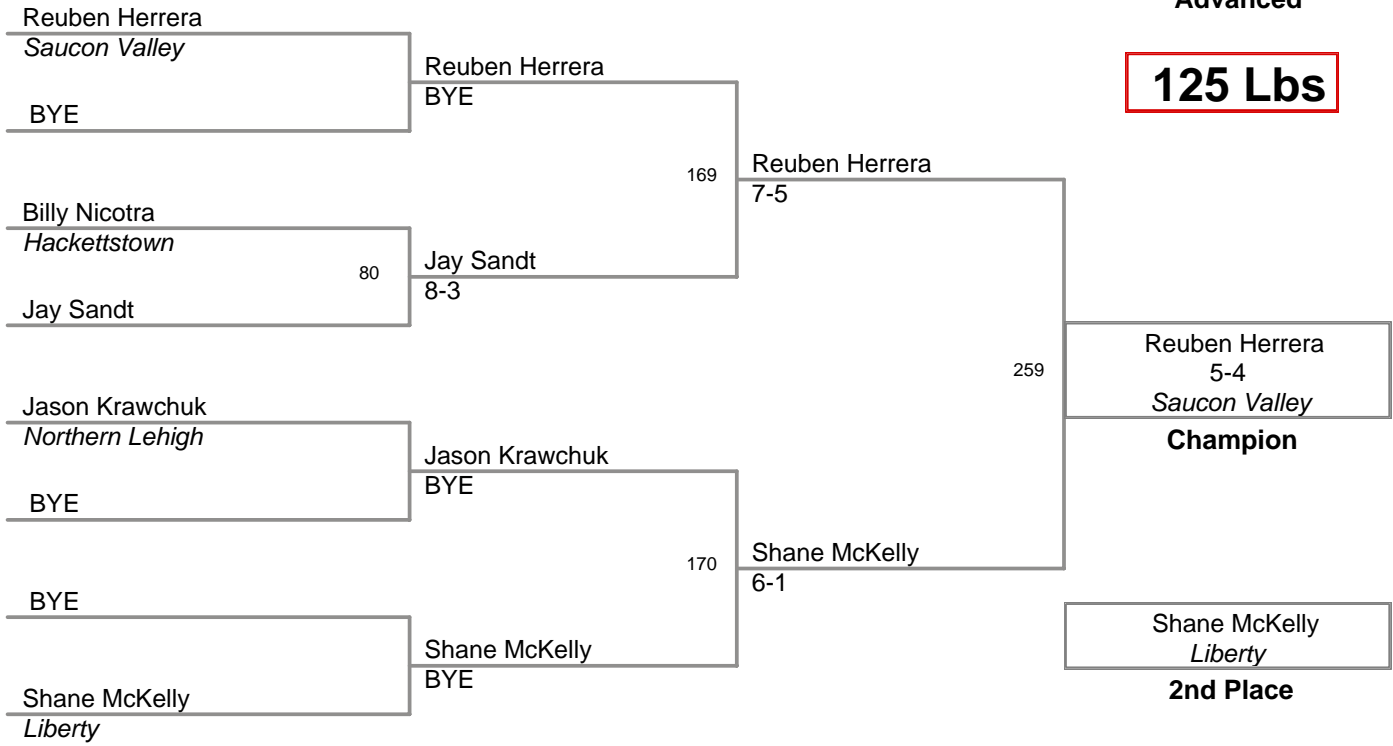 Advanced
125 Lbs
Reuben Herrera
Saucon Valley
BYE
Billy Nicotra
Hackettstown
80
Jay Sandt
Jason Krawchuk
Northern Lehigh
BYE
BYE
Shane McKelly
Liberty
Reuben Herrera
BYE
169
Jay Sandt
8-3
Jason Krawchuk
BYE
170
Shane McKelly
BYE
Reuben Herrera
7-5
259
Shane McKelly
6-1
Reuben Herrera
5-4
Saucon Valley
Champion
Shane McKelly
Liberty
2nd Place